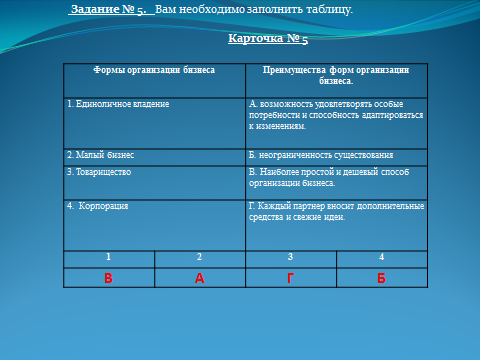 Задание № 5. Вам необходимо заполнить таблицу.
Карточка № 5
Формы организации бизнеса
Преимущества форм организации
бизнеса.
1. Единоличное владение
А. возможность удовлетворять особые
потребности и способность адаптироваться
к изменениям.
2. Малый бизнес
Б. неограниченность существования
3. Товарищество
В. Наиболее простой и дешевый способ
организации бизнеса.
4. Корпорация
Г. Каждый партнер вносит дополнительные
средства и свежие идеи.
1 2 3 4
В А Г Б